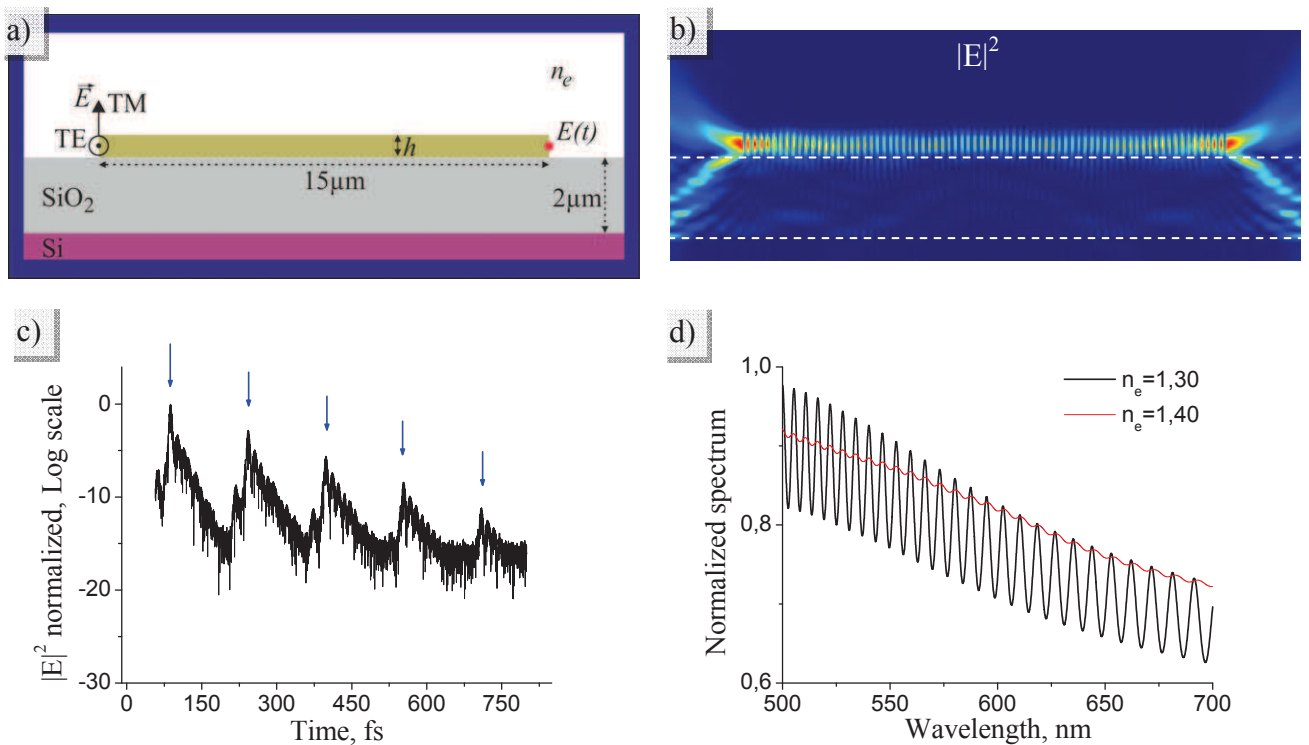 a)
n_e
E TM
TE
h
E(t)
15µm
SiO₂
2µm
Si
b)
|E|²
c)
|E|² normalized, Log scale
0
-10
-20
-30
0
150
300
450
600
750
Time, fs
d)
Normalized spectrum
1,0
0,8
0,6
n_e=1,30
n_e=1,40
500
550
600
650
700
Wavelength, nm